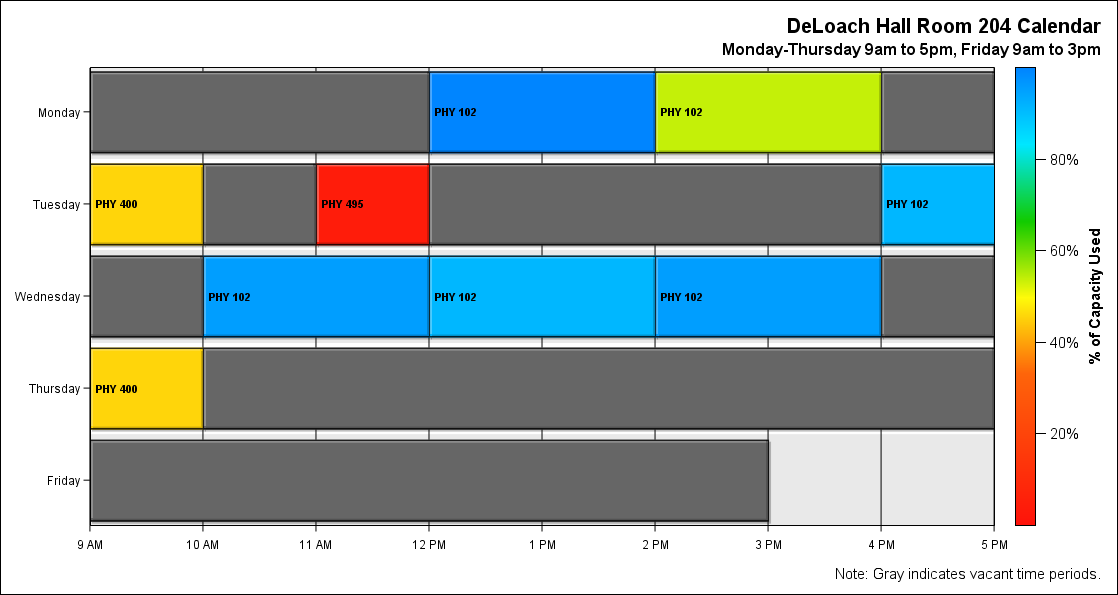 DeLoach Hall Room 204 Calendar
Monday-Thursday 9am to 5pm, Friday 9am to 3pm
Monday
PHY 102
PHY 102
Tuesday
PHY 400
PHY 495
PHY 102
Wednesday
PHY 102
PHY 102
PHY 102
Thursday
PHY 400
Friday
9 AM
10 AM
11 AM
12 PM
1 PM
2 PM
3 PM
4 PM
5 PM
80%
60%
40%
20%
% of Capacity Used
Note: Gray indicates vacant time periods.